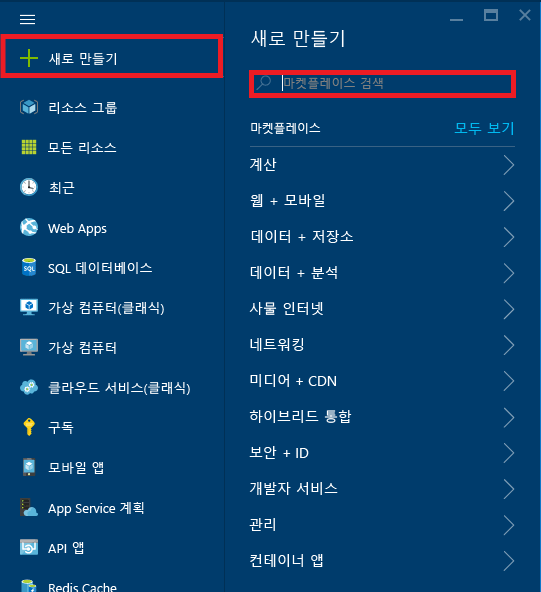 새로 만들기
리소스 그룹
모든 리소스
최근
Web Apps
SQL 데이터베이스
가상 컴퓨터(클래식)
가상 컴퓨터
클라우드 서비스(클래식)
구독
모바일 앱
App Service 계획
API 앱
Redis Cache
새로 만들기
마켓플레이스 검색
마켓플레이스 모두 보기
계산
웹 + 모바일
데이터 + 저장소
데이터 + 분석
사물 인터넷
네트워킹
미디어 + CDN
하이브리드 통합
보안 + ID
개발자 서비스
관리
컨테이너 앱